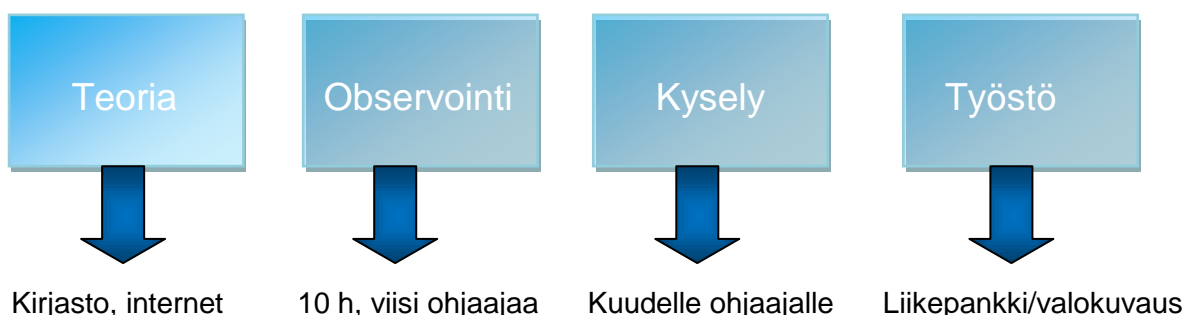 Teoria
Observointi
Kysely
Työstö
Kirjasto, internet
10 h, viisi ohjaajaa
Kuudelle ohjaajalle
Liikepankki/valokuvaus